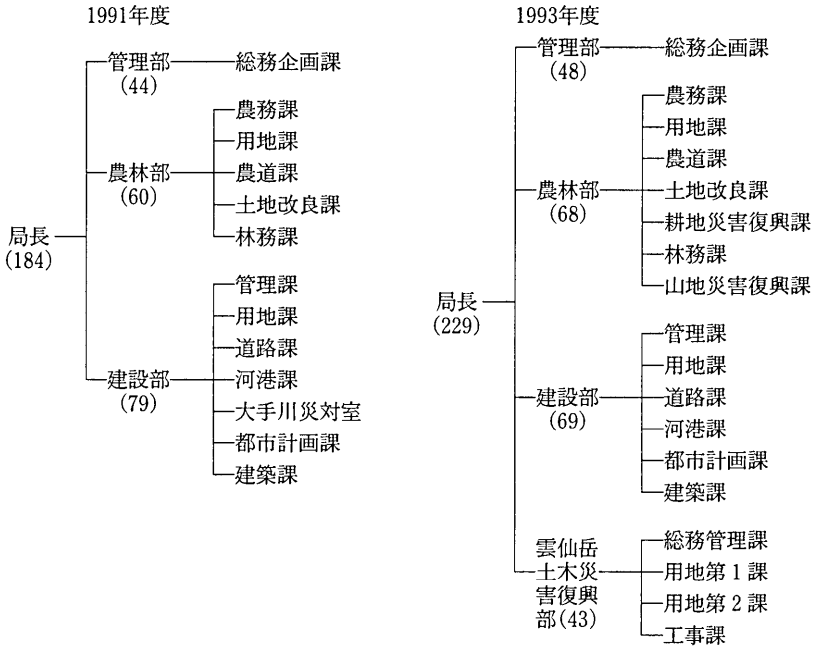 1991年度
局長
(184)
管理部
(44)
総務企画課
農林部
(60)
農務課
用地課
農道課
土地改良課
林務課
建設部
(79)
管理課
用地課
道路課
河港課
大手川災対室
都市計画課
建築課
1993年度
局長
(229)
管理部
(48)
総務企画課
農林部
(68)
農務課
用地課
農道課
土地改良課
耕地災害復興課
林務課
山地災害復興課
建設部
(69)
管理課
用地課
道路課
河港課
都市計画課
建築課
雲仙岳
土木災
害復興
部(43)
総務管理課
用地第1課
用地第2課
工事課